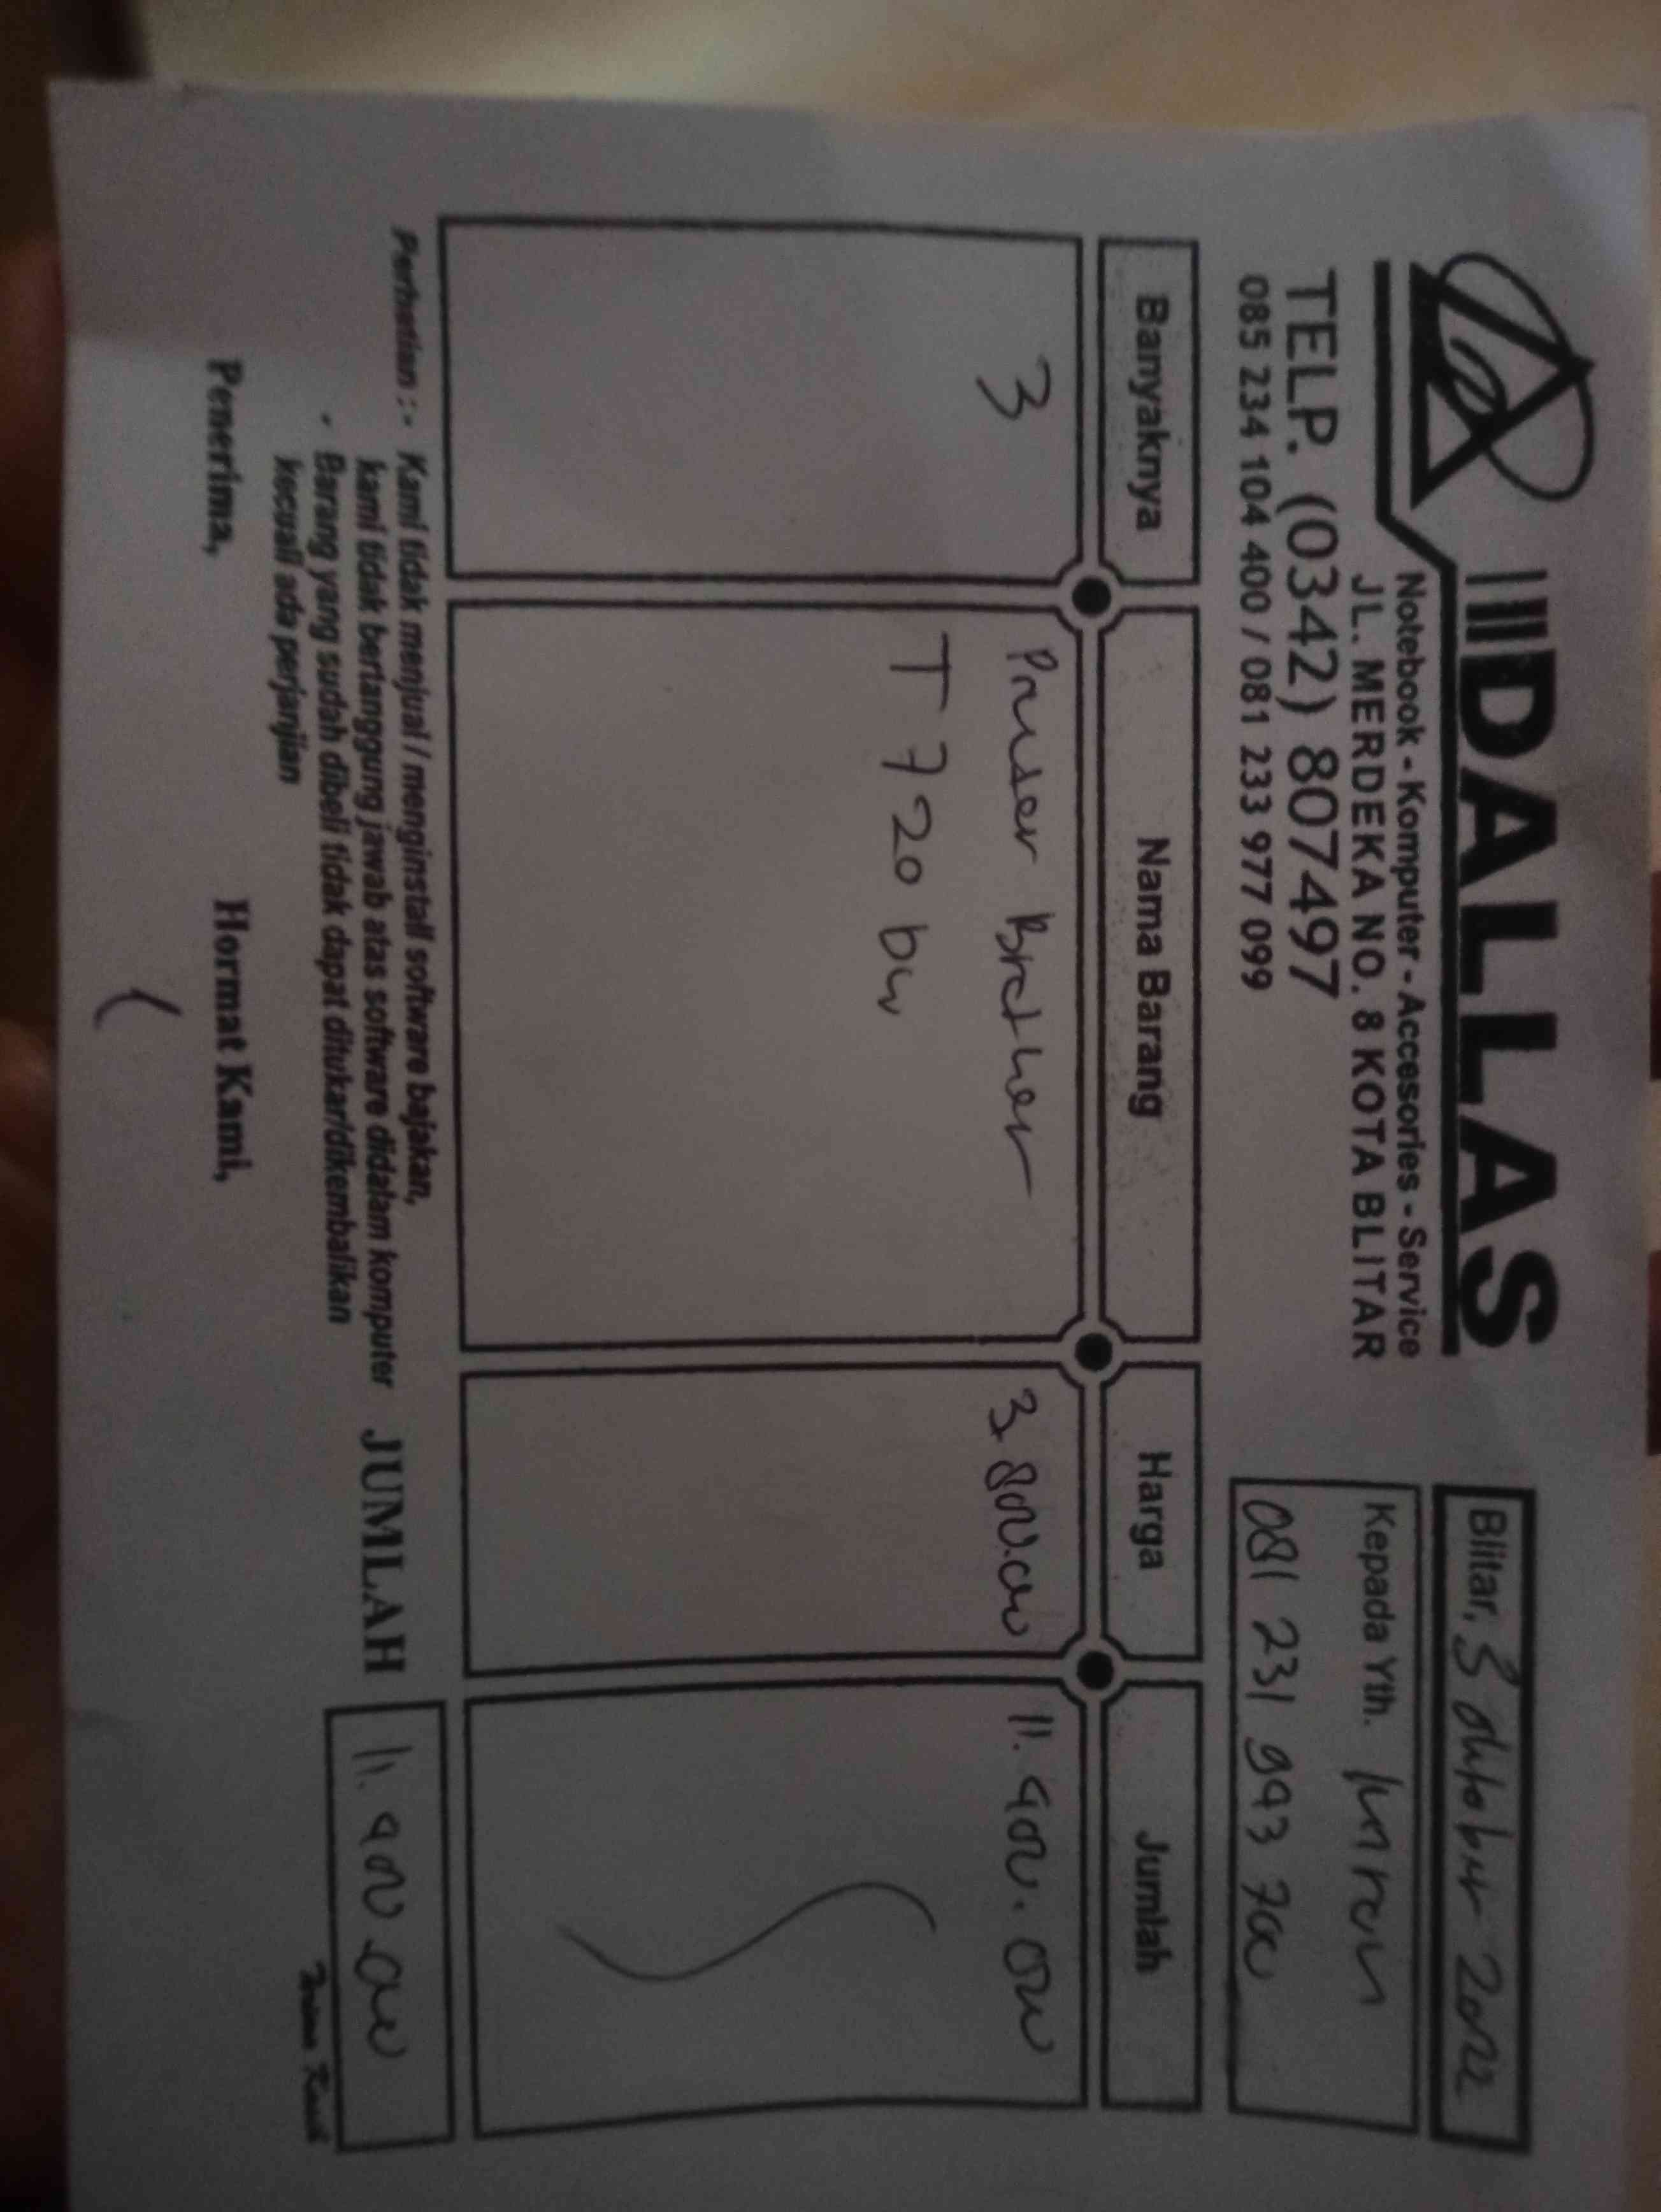 DALLAS
Notebook - Komputer - Accessories - Service
JL. MERDEKA NO. 8 KOTA BLITAR
TELP. (0342) 807497
085 234 104 400 / 081 233 977 099
Blitar, 3 oktober 2022
Kepada Yth. Imron
081 231 993 700
Banyaknya Nama Barang Harga Jumlah
3 Printer Brother 3.800.000 11.400.000
T 720 DW
Perhatian : - Kami tidak menjual / menginstall software bajakan,
kami tidak bertanggung jawab atas software didalam komputer
- Barang yang sudah dibeli tidak dapat ditukar/dikembalikan
kecuali ada perjanjian
JUMLAH 11.400.000
Terima Kasih
Penerima, Hormat Kami,